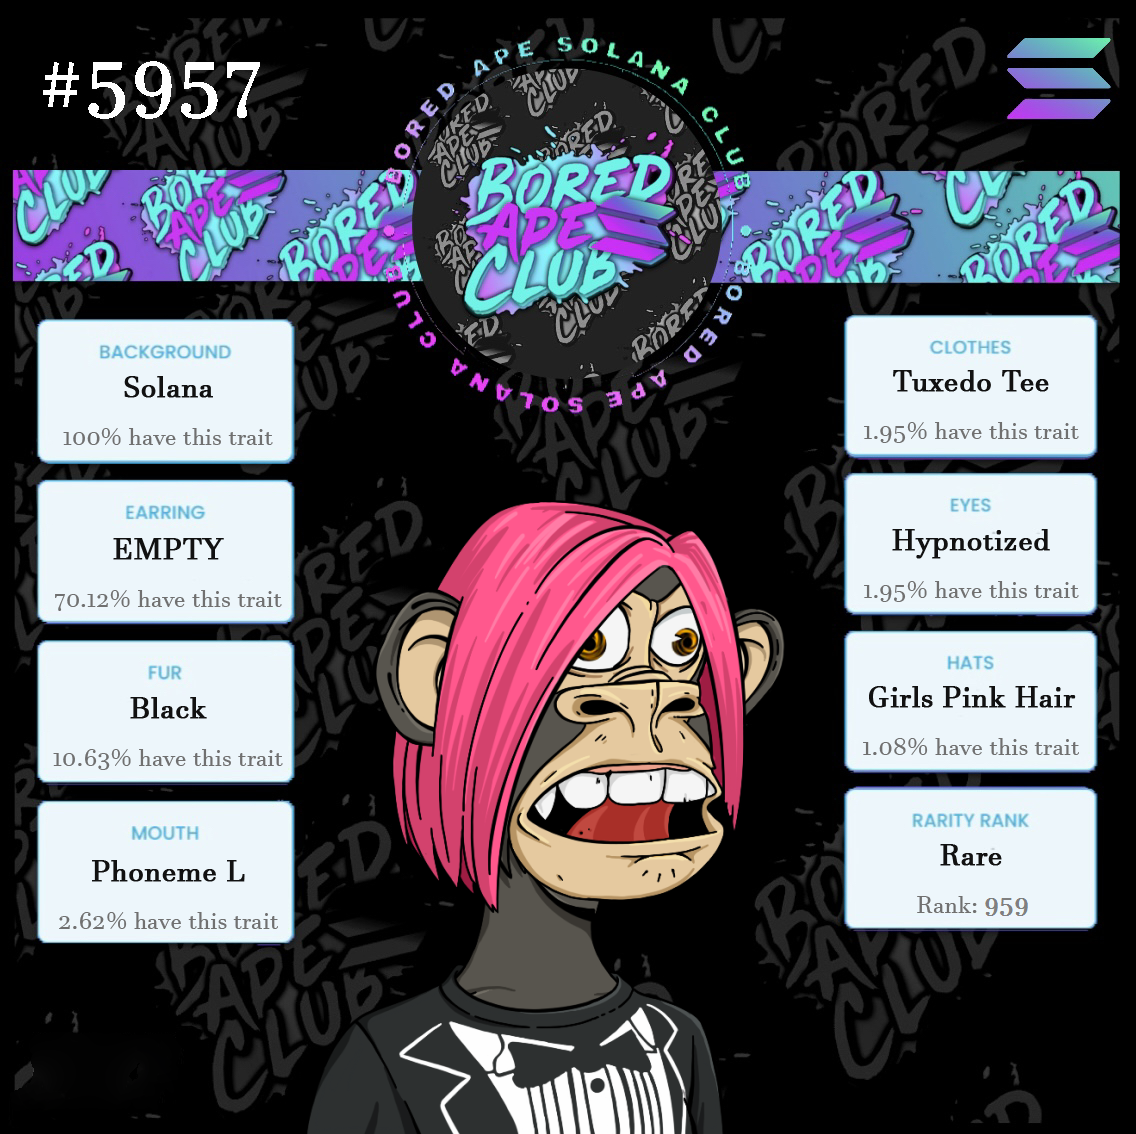 #5957
BORED APE SOLANA CLUB
BORED
APE
CLUB
BORED APE SOLANA CLUB
BACKGROUND
Solana
100% have this trait
EARRING
EMPTY
70.12% have this trait
FUR
Black
10.63% have this trait
MOUTH
Phoneme L
2.62% have this trait
CLOTHES
Tuxedo Tee
1.95% have this trait
EYES
Hypnotized
1.95% have this trait
HATS
Girls Pink Hair
1.08% have this trait
RARITY RANK
Rare
Rank: 959